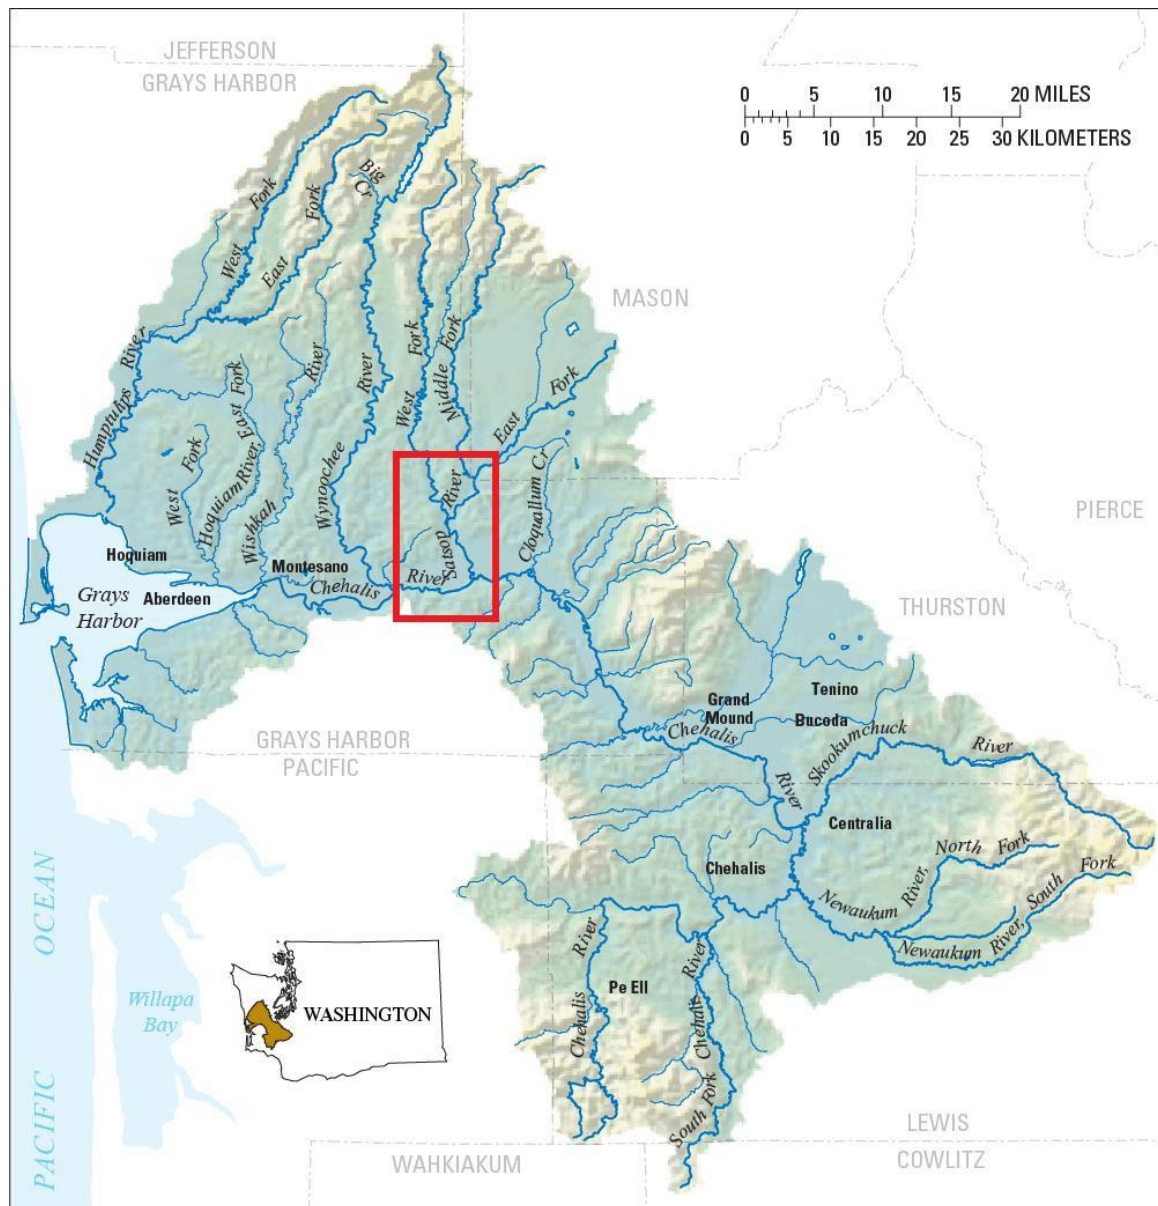 JEFFERSON
GRAYS HARBOR
0 5 10 15 20 MILES
0 5 10 15 20 25 30 KILOMETERS
Big
Cr
West Fork
East Fork
MASON
Humptulips River
West Fork
Hoquiam River, East Fork
Wishkah River
Wynoochee River
West Fork
Middle Fork
East Fork
Satsop River
Cloquallum Cr
PIERCE
Hoquiam
Montesano
Chehalis River
Aberdeen
Grays
Harbor
THURSTON
Tenino
Grand
Mound
Bucoda
Chehalis River
Skookumchuck River
GRAYS HARBOR
PACIFIC
Centralia
Chehalis
Newaukum River, North Fork
Newaukum River, South Fork
PACIFIC OCEAN
Willapa
Bay
WASHINGTON
Pe Ell
Chehalis River
South Fork Chehalis River
LEWIS
COWLITZ
WAHKIAKUM